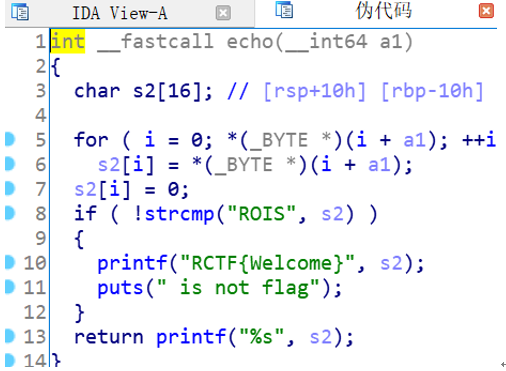 IDA View-A 伪代码
1 int __fastcall echo(__int64 a1)
2 {
3 char s2[16]; // [rsp+10h] [rbp-10h]
4
5 for ( i = 0; *(_BYTE *)(i + a1); ++i
6 s2[i] = *(_BYTE *)(i + a1);
7 s2[i] = 0;
8 if ( !strcmp("ROIS", s2) )
9 {
10 printf("RCTF{Welcome}", s2);
11 puts(" is not flag");
12 }
13 return printf("%s", s2);
14 }